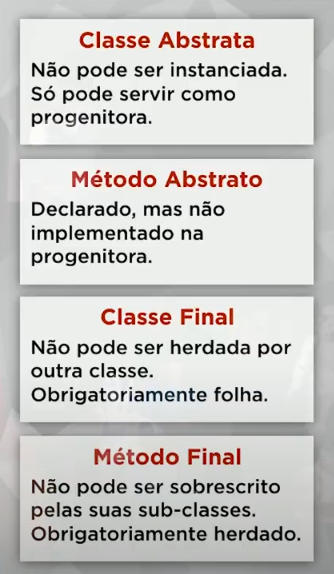 Classe Abstrata
Não pode ser instanciada.
Só pode servir como
progenitora.
Método Abstrato
Declarado, mas não
implementado na
progenitora.
Classe Final
Não pode ser herdada por
outra classe.
Obrigatoriamente folha.
Método Final
Não pode ser sobrescrito
pelas suas sub-classes.
Obrigatoriamente herdado.